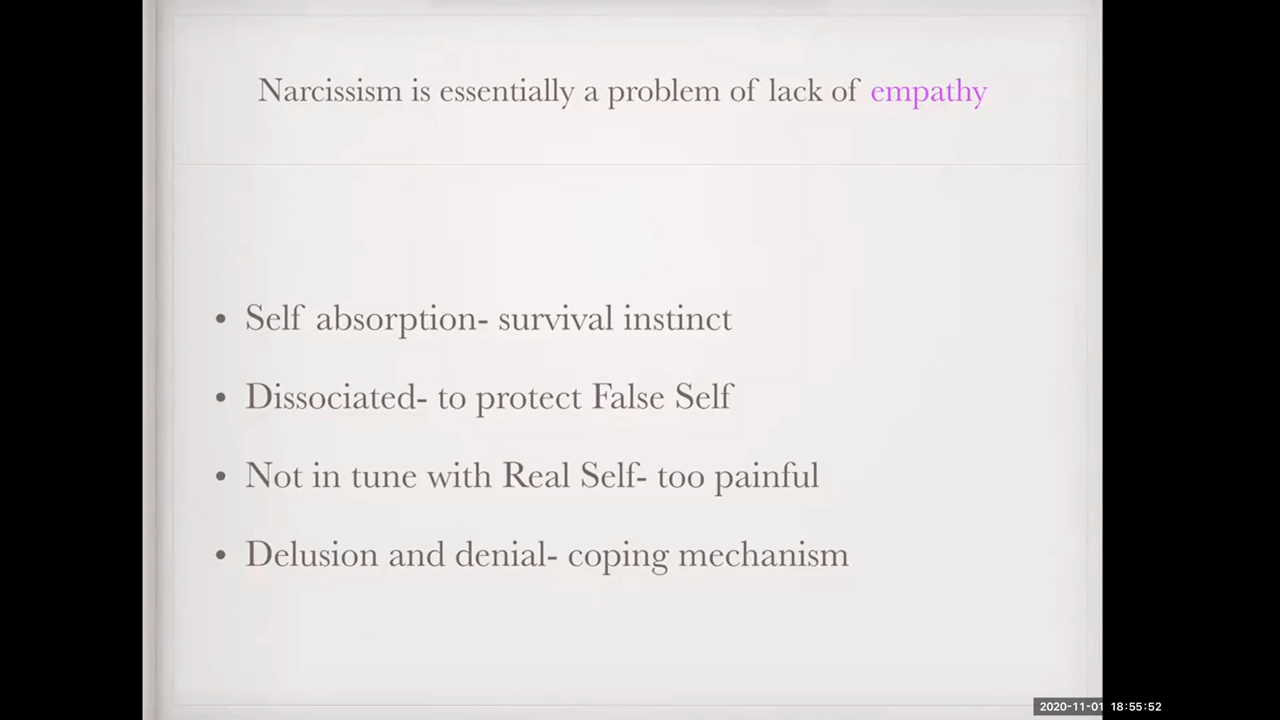 Narcissism is essentially a problem of lack of empathy
• Self absorption- survival instinct
• Dissociated- to protect False Self
• Not in tune with Real Self- too painful
• Delusion and denial- coping mechanism
2020-11-01 18:55:52